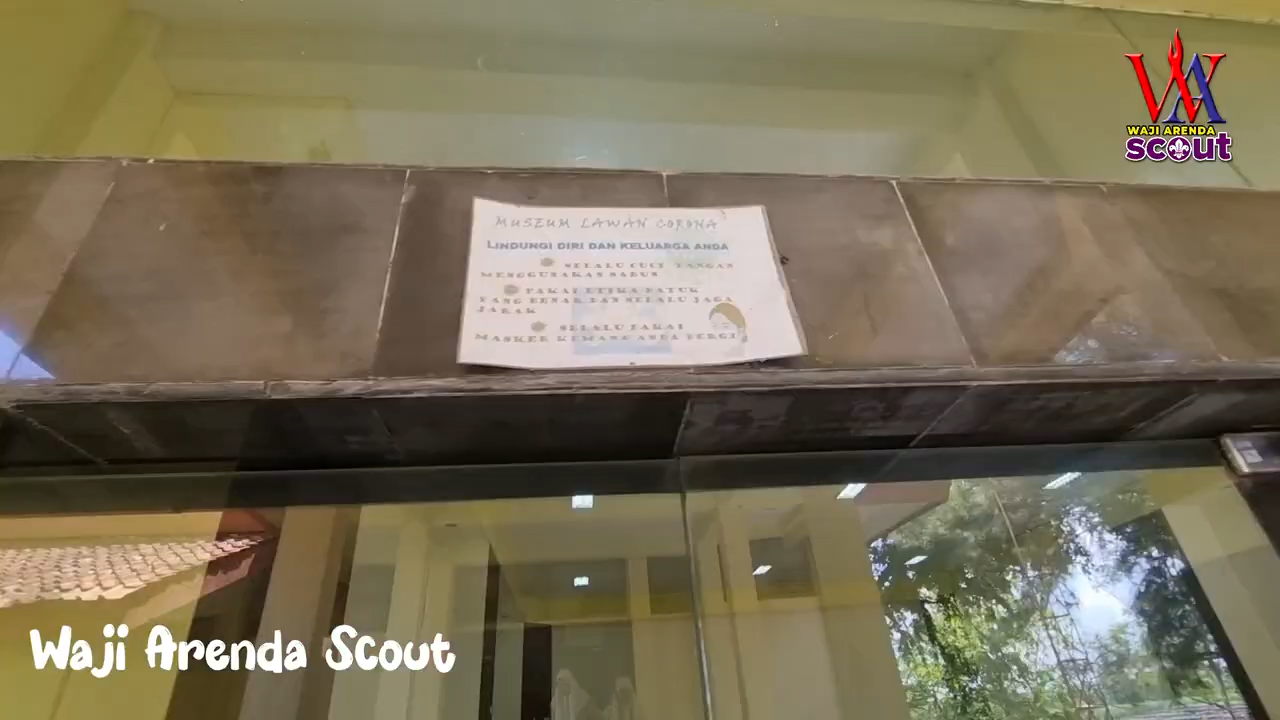 WA
WAJI ARENDA
SCOUT
MUSEUM LAWAN CORONA
LINDUNGI DIRI DAN KELUARGA ANDA
SELALU CUCI TANGAN
MENGGUNAKAN SABUN
PAKAI ETIKA BATUK
YANG BENAR DAN SELALU JAGA
JARAK
SELALU PAKAI
MASKER KEMANA ANDA PERGI
Waji Arenda Scout